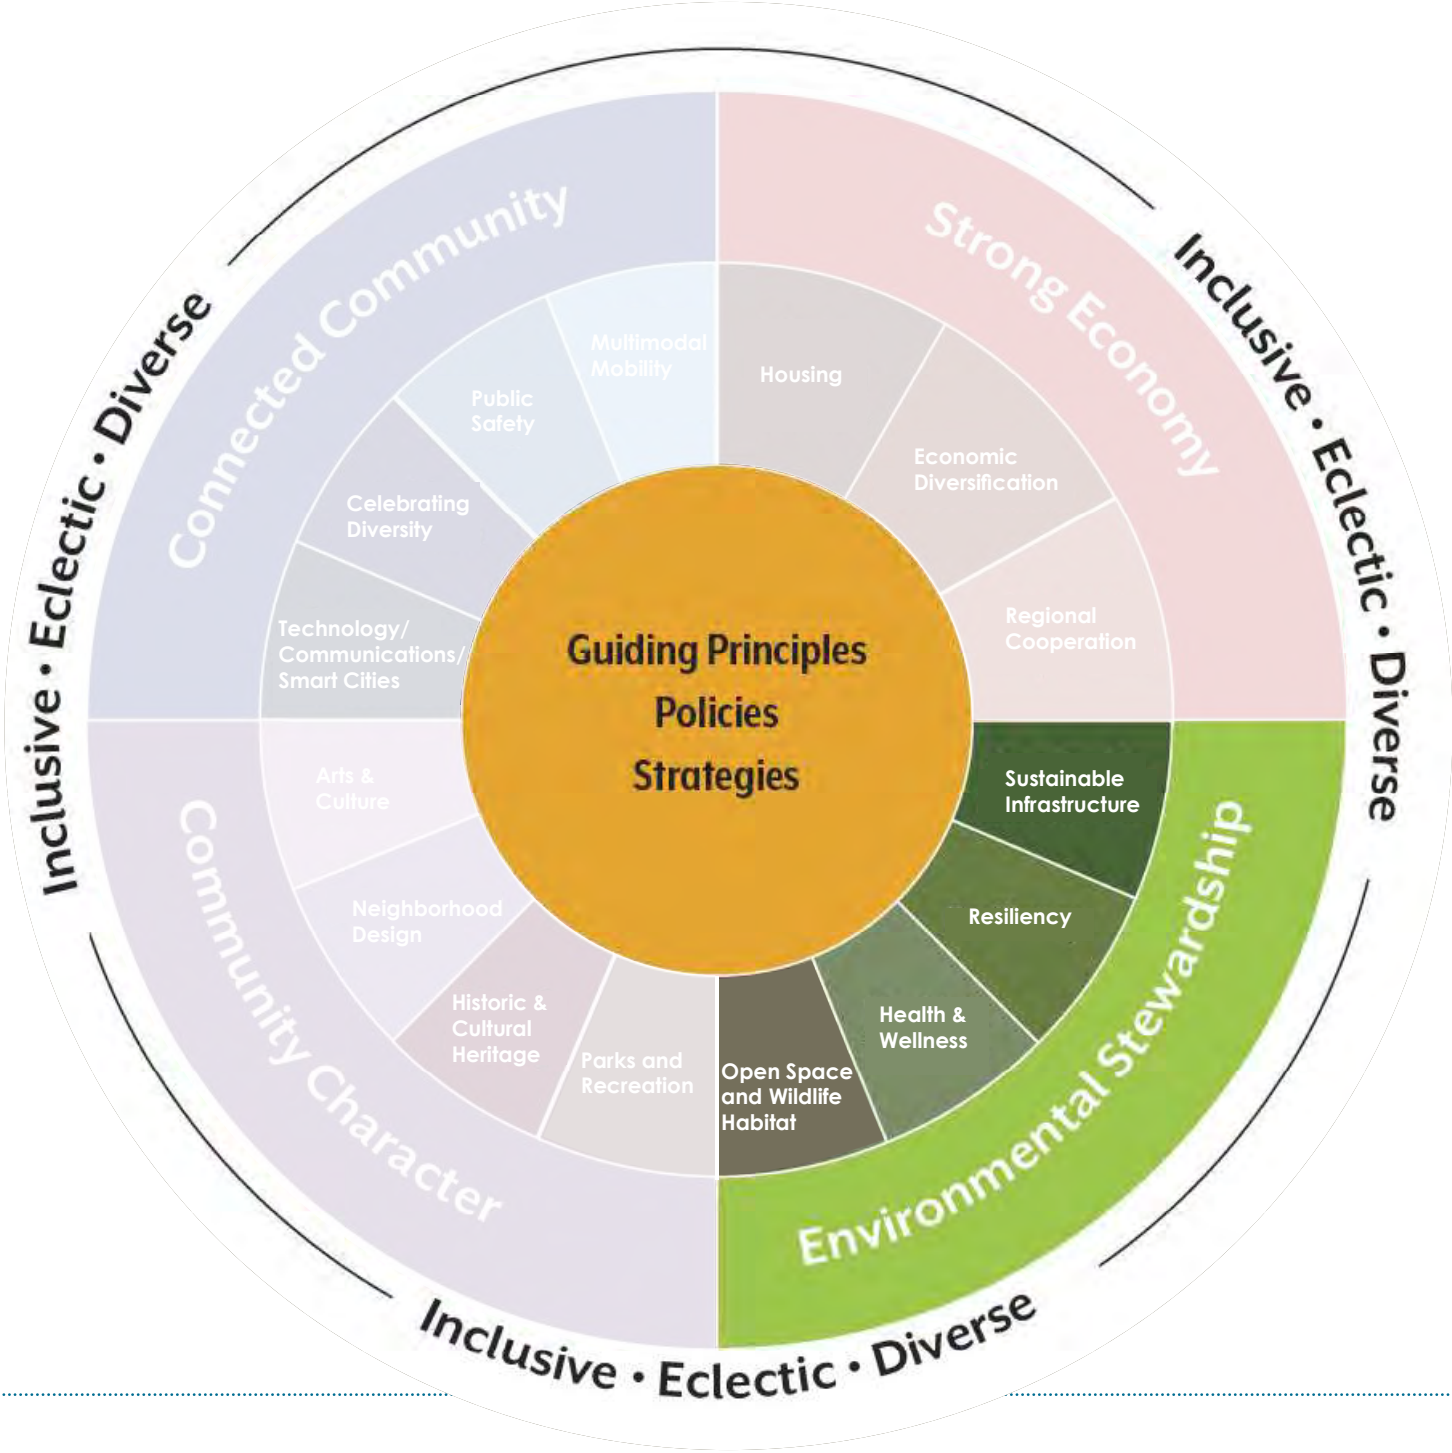 Inclusive • Eclectic • Diverse
Inclusive • Eclectic • Diverse
Connected Community
Strong Economy
Multimodal
Mobility
Public
Safety
Celebrating
Diversity
Technology/
Communications/
Smart Cities
Housing
Economic
Diversification
Regional
Cooperation
Guiding Principles
Policies
Strategies
Arts &
Culture
Neighborhood
Design
Historic &
Cultural
Heritage
Parks and
Recreation
Sustainable
Infrastructure
Resiliency
Health &
Wellness
Open Space
and Wildlife
Habitat
Community Character
Environmental Stewardship
Inclusive • Eclectic • Diverse